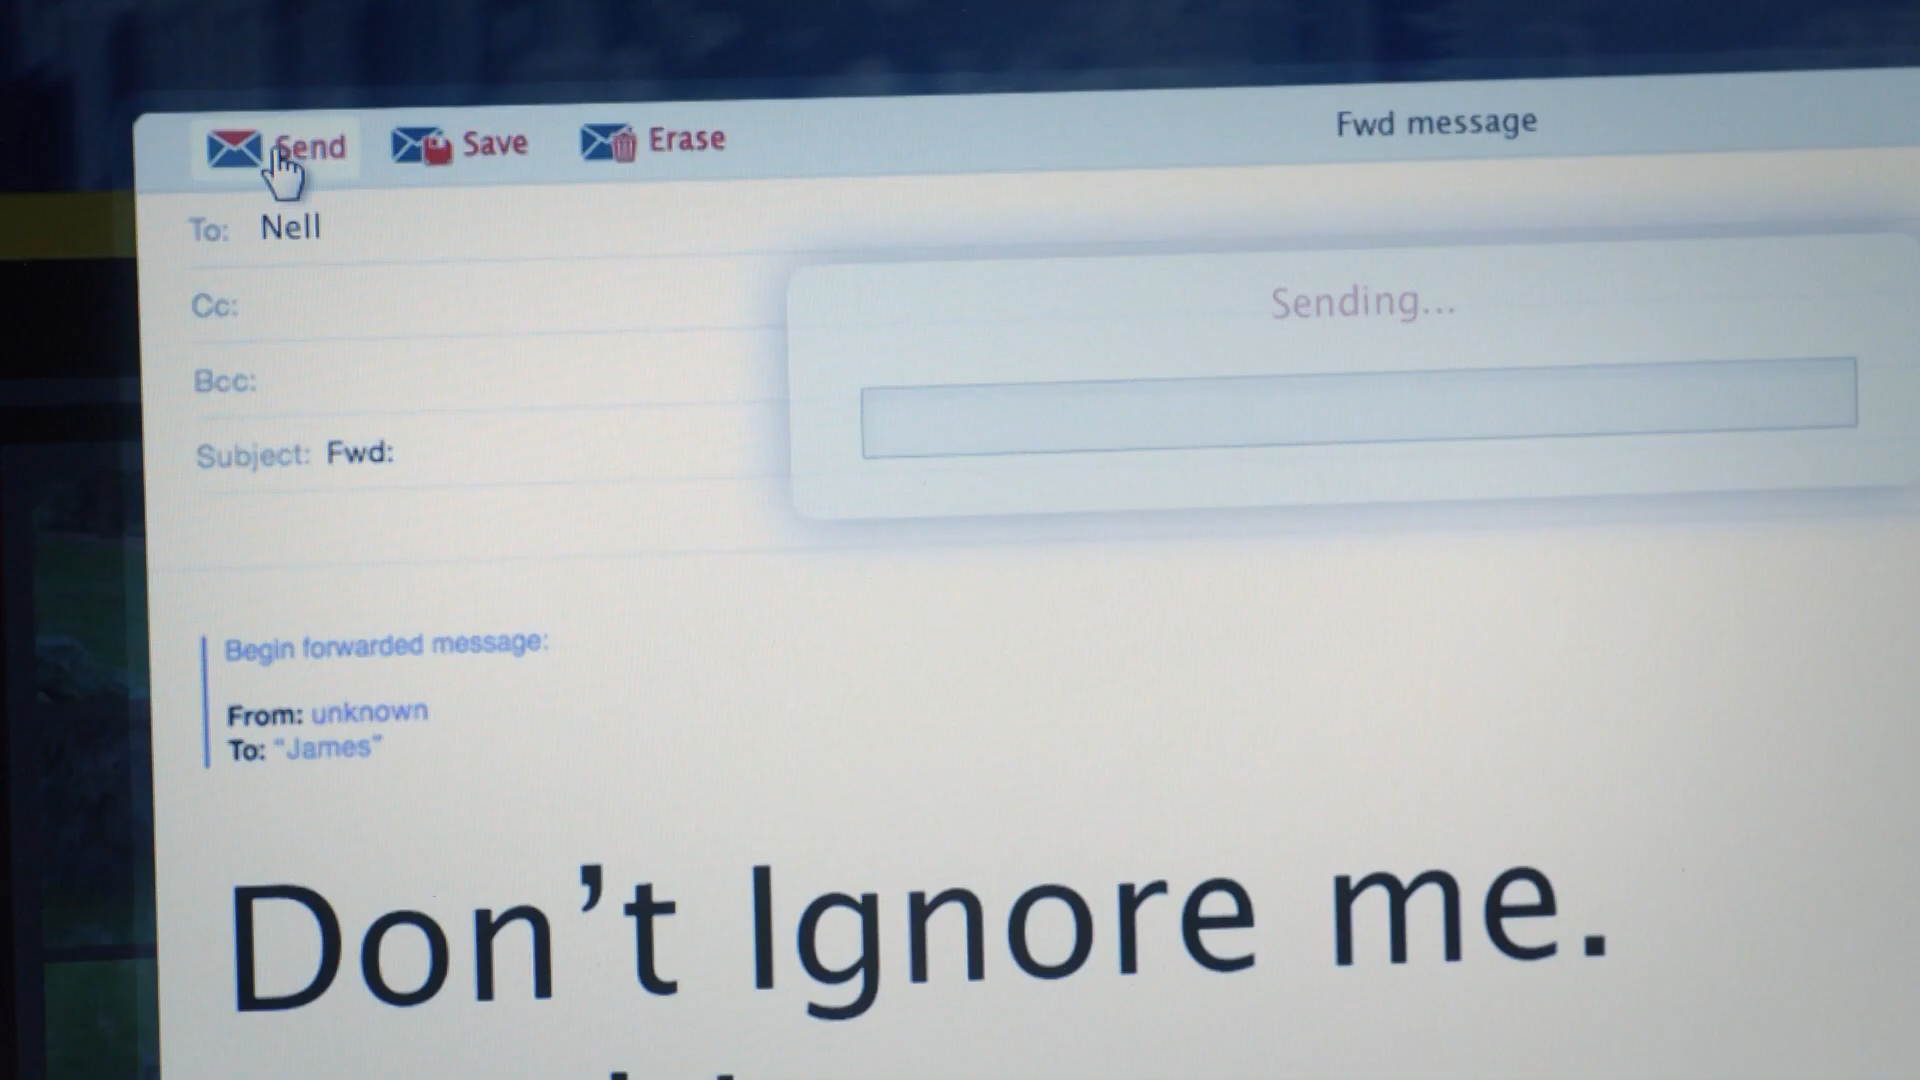 Send Save Erase Fwd message
To: Nell
Cc:
Bcc:
Subject: Fwd:
Sending...
Begin forwarded message:
From: unknown
To: "James"
Don't Ignore me.